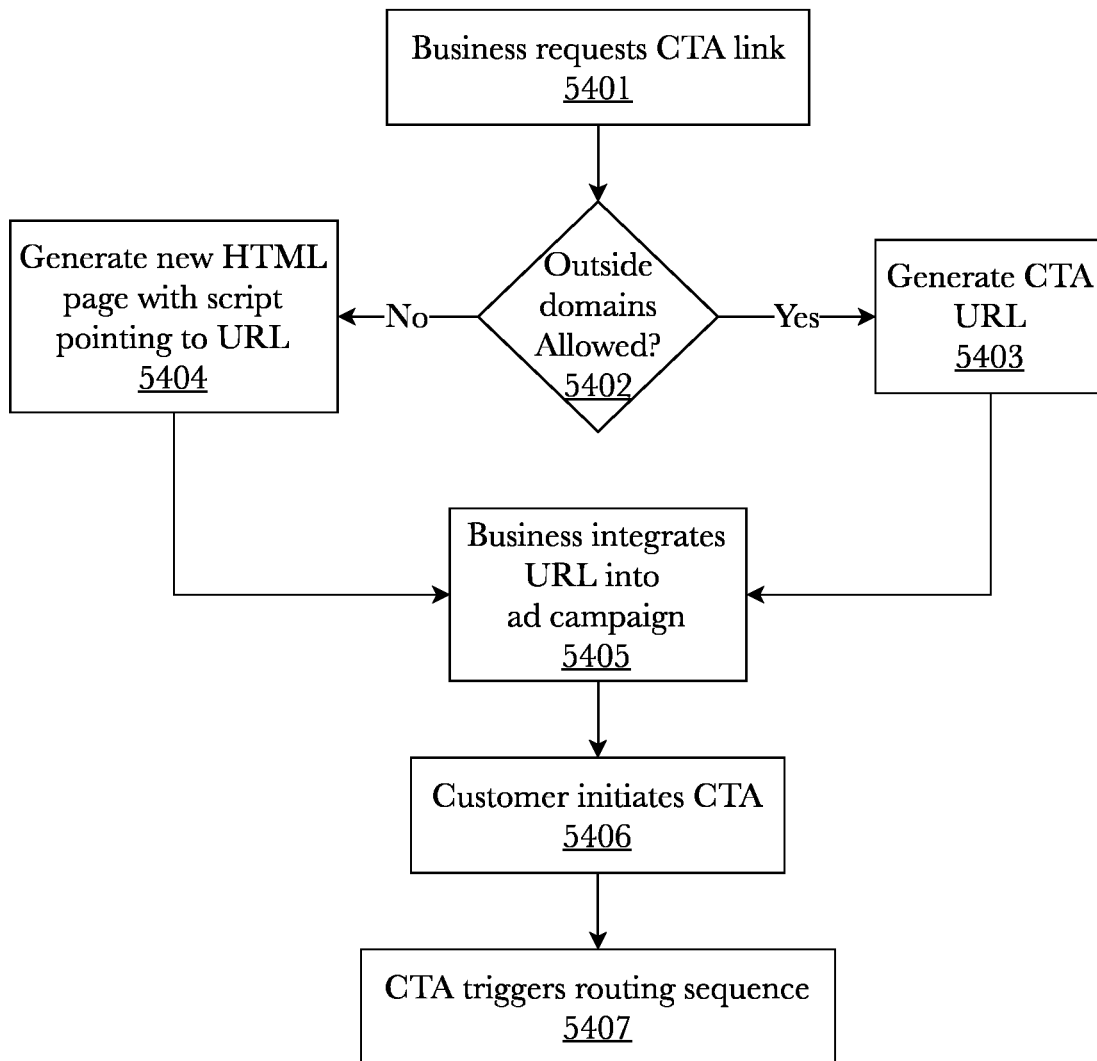 Business requests CTA link
5401
Generate new HTML
page with script
pointing to URL
5404
No
Outside
domains
Allowed?
5402
Yes
Generate CTA
URL
5403
Business integrates
URL into
ad campaign
5405
Customer initiates CTA
5406
CTA triggers routing sequence
5407